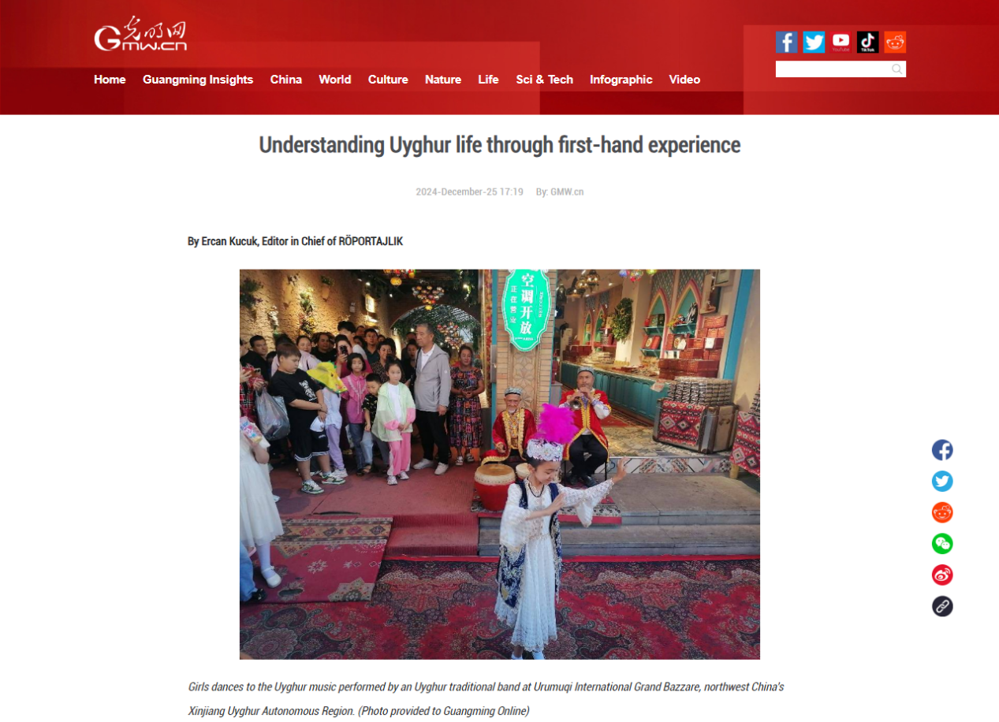 光明网
GMW.CN
YouTube
TikTok
Home Guangming Insights China World Culture Nature Life Sci & Tech Infographic Video
Understanding Uyghur life through first-hand experience
2024-December-25 17:19 By: GMW.cn
By Ercan Kucuk, Editor in Chief of RÖPORTAJLIK
空调开放
正在营业
Girls dances to the Uyghur music performed by an Uyghur traditional band at Urumuqi International Grand Bazzare, northwest China's
Xinjiang Uyghur Autonomous Region. (Photo provided to Guangming Online)